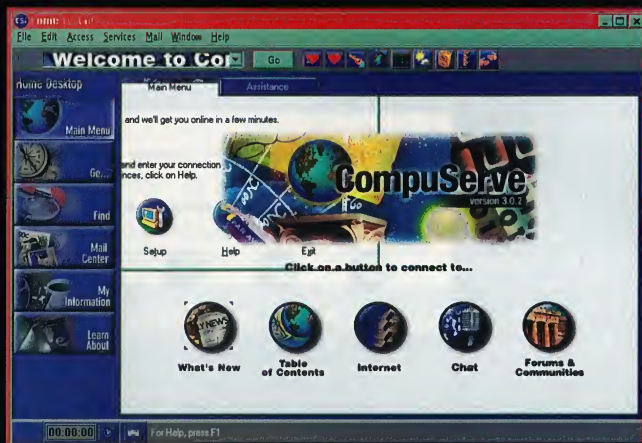 File Edit Access Services Mail Window Help
Welcome to Co
Go
Home Desktop
Main Menu
Assistance
Main Menu
and we'll get you online in a few minutes.
Go...
and enter your connection
nces, click on Help.
CompuServe
version 3.0.2
Find
Setup
Help
Exit
Mail
Center
Click on a button to connect to...
My
Information
Learn
About
What's New
Table
of Contents
Internet
Chat
Forums &
Communities
00:00:00
For Help, press F1